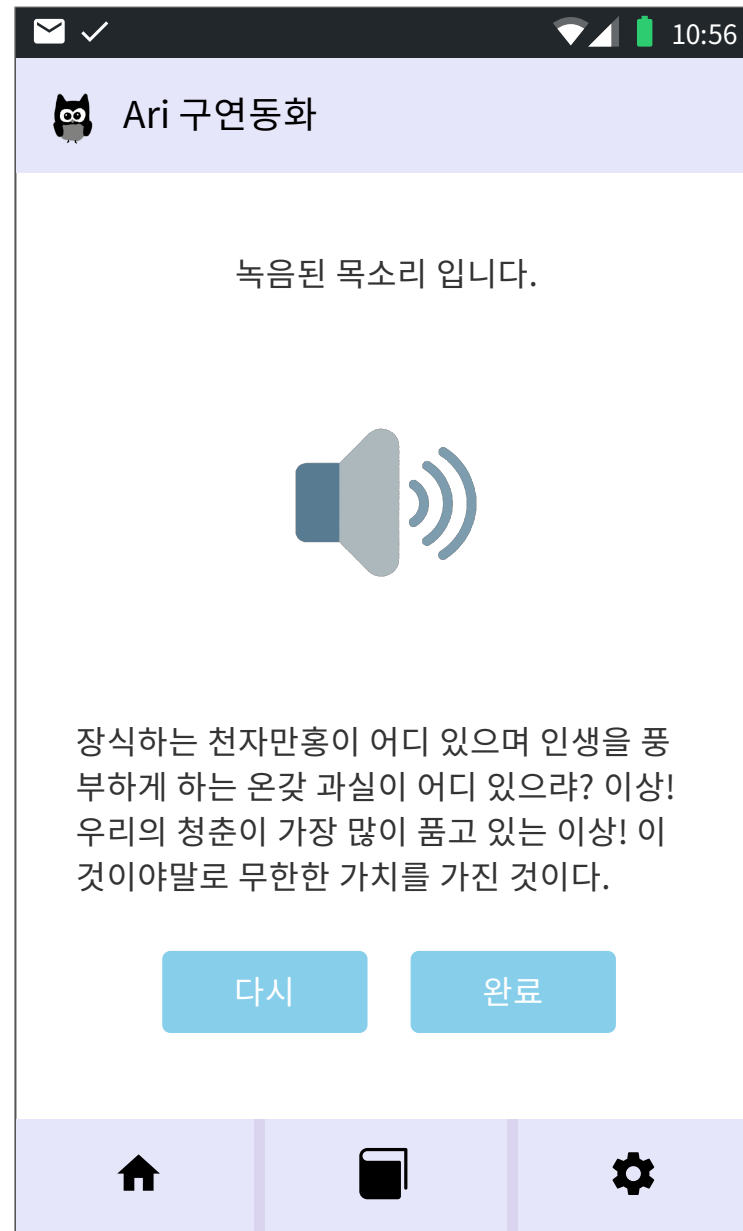 10:56
Ari 구연동화
녹음된 목소리 입니다.
장식하는 천자만홍이 어디 있으며 인생을 풍
부하게 하는 온갖 과실이 어디 있으랴? 이상!
우리의 청춘이 가장 많이 품고 있는 이상! 이
것이야말로 무한한 가치를 가진 것이다.
다시
완료